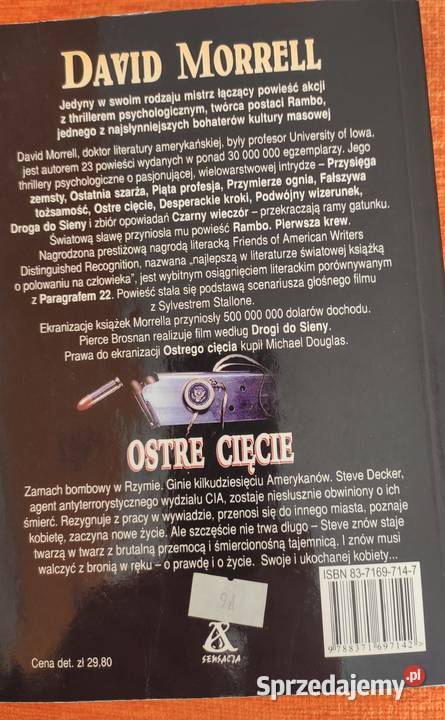 DAVID MORRELL
Jedyny w swoim rodzaju mistrz łączący powieść akcji
z thrillerem psychologicznym, twórca postaci Rambo,
jednego z najsłynniejszych bohaterów kultury masowej
David Morrell, doktor literatury amerykańskiej, były profesor University of Iowa,
jest autorem 23 powieści wydanych w ponad 30 000 000 egzemplarzy. Jego
thrillery psychologiczne o pasjonującej, wielowarstwowej intrydze – Przysięga
zemsty, Ostatnia szarża, Piąta profesja, Przymierze ognia, Fałszywa
tożsamość, Ostre cięcie, Desperackie kroki, Podwójny wizerunek,
Droga do Sieny i zbiór opowiadań Czarny wieczór – przekraczają ramy gatunku.
Światową sławę przyniosła mu powieść Rambo. Pierwsza krew.
Nagrodzona prestiżową nagrodą literacką Friends of American Writers
Distinguished Recognition, nazwana „najlepszą w literaturze światowej książką
o polowaniu na człowieka", jest wybitnym osiągnięciem literackim porównywanym
z Paragrafem 22. Powieść stała się podstawą scenariusza głośnego filmu
z Sylvestrem Stallone.
Ekranizacje książek Morrella przyniosły 500 000 000 dolarów dochodu.
Pierce Brosnan realizuje film według Drogi do Sieny.
Prawa do ekranizacji Ostrego cięcia kupił Michael Douglas.
OSTRE CIĘCIE
Zamach bombowy w Rzymie. Ginie kilkudziesięciu Amerykanów. Steve Decker,
agent antyterrorystycznego wydziału CIA, zostaje niesłusznie obwiniony o ich
śmierć. Rezygnuje z pracy w wywiadzie, przenosi się do innego miasta, poznaje
kobietę, zaczyna nowe życie. Ale szczęście nie trwa długo – Steve znów staje
twarzą w twarz z brutalną przemocą i śmiercionośną tajemnicą. I znów musi
walczyć z bronią w ręku – o prawdę i o życie. Swoje i ukochanej kobiety...
ISBN 83-7169-714-7
9 788371 697142 >
SENSACJA
Cena det. zł 29,80
Sprzedajemy.pl